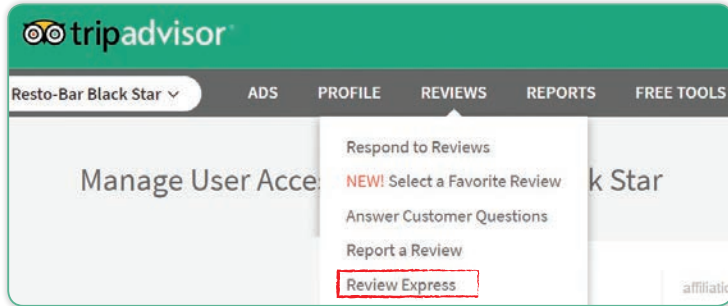 tripadvisor
Resto-Bar Black Star ADS PROFILE REVIEWS REPORTS FREE TOOLS
Respond to Reviews
Manage User Acce k Star
NEW! Select a Favorite Review
Answer Customer Questions
Report a Review
Review Express
affiliatio